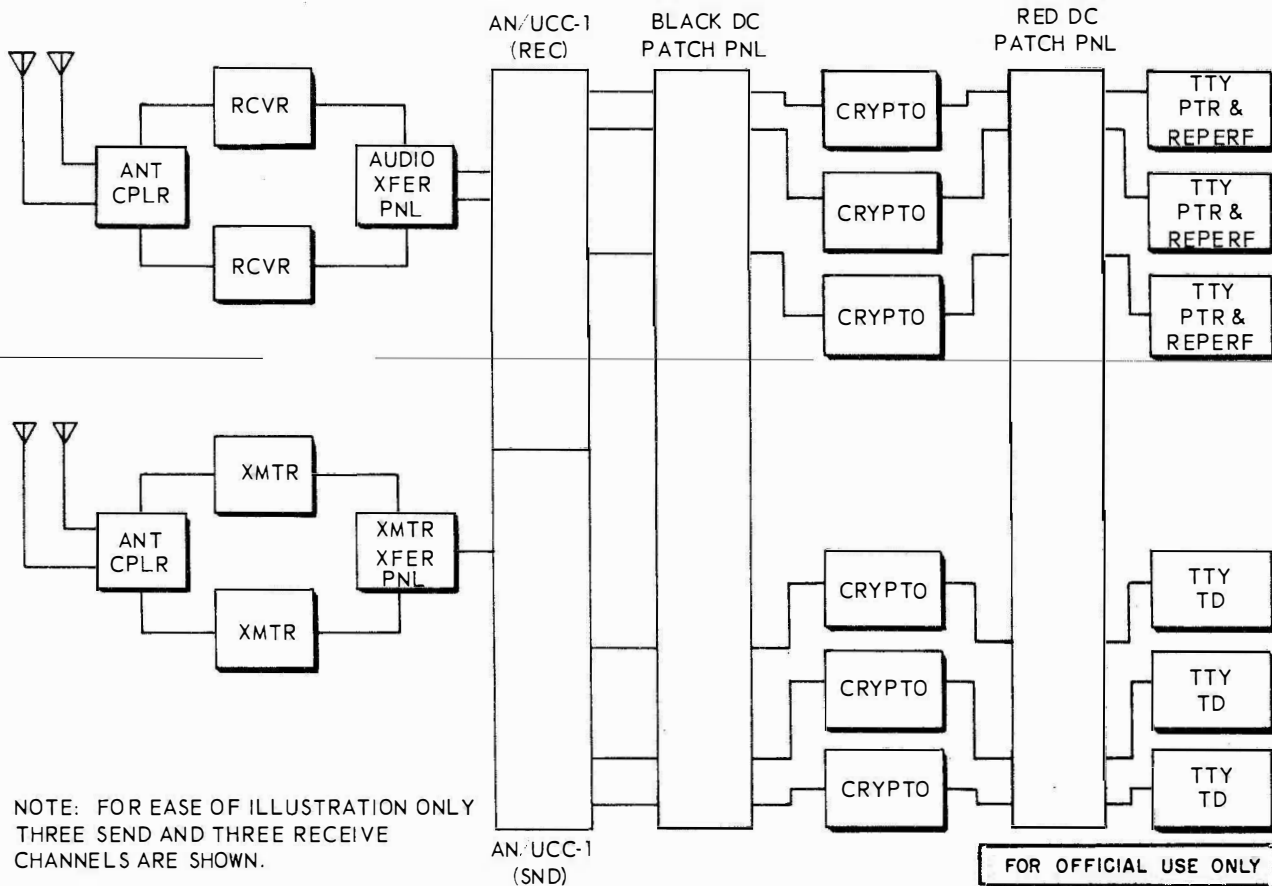 AN/UCC-1
(REC)
BLACK DC
PATCH PNL
RED DC
PATCH PNL
RCVR
ANT
CPLR
AUDIO
XFER
PNL
RCVR
CRYPTO
CRYPTO
CRYPTO
TTY
PTR &
REPERF
TTY
PTR &
REPERF
TTY
PTR &
REPERF
XMTR
ANT
CPLR
XMTR
XFER
PNL
XMTR
CRYPTO
CRYPTO
CRYPTO
TTY
TD
TTY
TD
TTY
TD
NOTE: FOR EASE OF ILLUSTRATION ONLY
THREE SEND AND THREE RECEIVE
CHANNELS ARE SHOWN.
AN/UCC-1
(SND)
FOR OFFICIAL USE ONLY